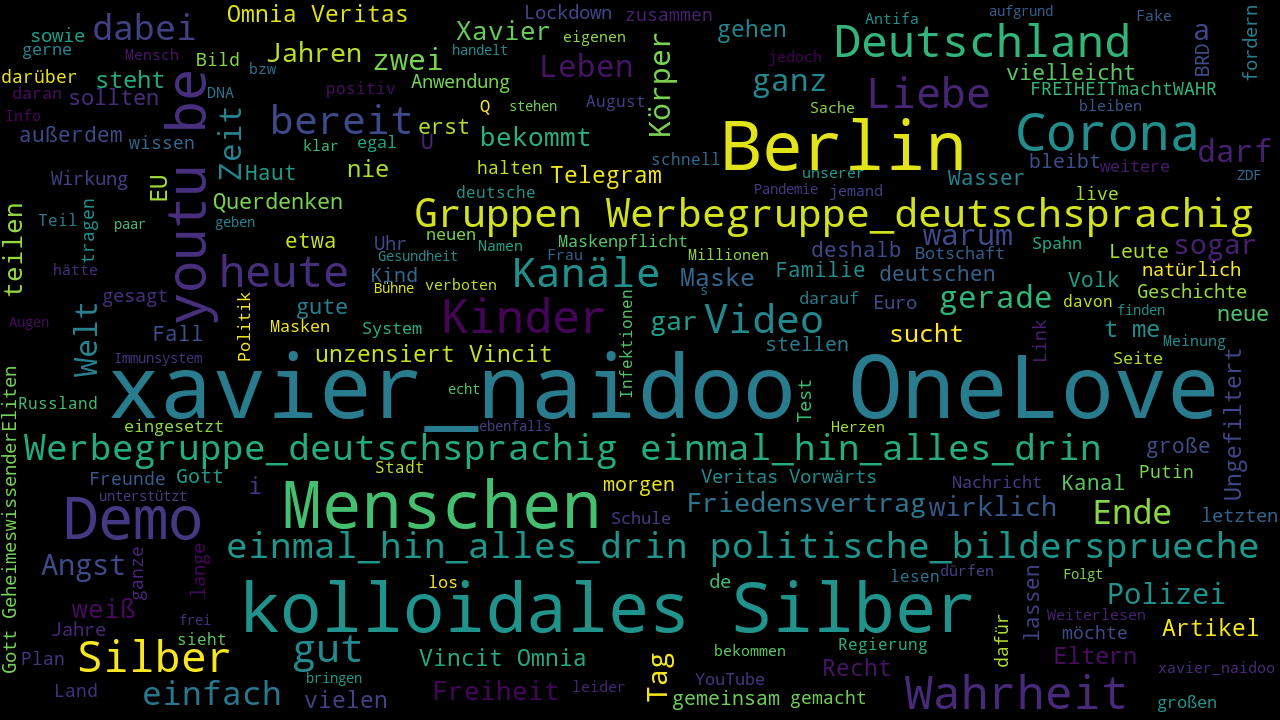 Omnia Veritas
Lockdown
zusammen
Antifa
aufgrund
Fake
fordern
sowie
gerne
dabei
Xavier
eigenen
gehen
Deutschland
a
BRD
Mensch
Bild
Jahren
zwei
handelt
Leben
Körper
jedoch
darüber
daran
steht
bzw
positiv
Anwendung
ganz
vielleicht
FREIHEITmachtWAHR
Info
sollten
DNA
youtu be
Q
stehen
August
Sache
Liebe
bleiben
außerdem
wissen
Zeit
bereit
erst
U
klar
egal
bekommt
Berlin
Corona
darf
Haut
nie
halten
Telegram
schnell
unserer
bleibt
weitere
ZDF
Wirkung
EU
Querdenken
deutsche
Pandemie
jemand
Wasser
live
teilen
Teil
tragen
paar
geben
Gruppen Werbegruppe_deutschsprachig
etwa
Uhr
neuen
Namen
Maskenpflicht
Frau
Millionen
deshalb
warum
Botschaft
Spahn
Leute
sogar
hätte
heute
Gesundheit
Kind
Bühne
verboten
Kanäle
Maske
s
Familie
deutschen
Volk
natürlich
Geschichte
gesagt
Welt
Politik
gute
Masken
System
Kinder
Infektionen
gar
Video
darauf
Euro
gerade
davon
finden
neue
Augen
Fall
Immunsystem
unzensiert Vincit
stellen
sucht
Link
t me
Seite
Meinung
xavier_naidoo OneLove
echt
Test
Russland
eingesetzt
ebenfalls
Herzen
Gott GeheimeswissenderEliten
Werbegruppe_deutschsprachig einmal_hin_alles_drin
große
Ungefiltert
Freunde
Gott
Stadt
unterstützt
i
Menschen
morgen
Veritas Vorwärts
Nachricht
Kanal
Putin
Demo
Schule
Friedensvertrag
wirklich
Ende
letzten
Angst
ganze
lange
einmal_hin_alles_drin politische_bildersprueche
weiß
los
de
lesen
dürfen
lassen
Folgt
Polizei
kolloidales Silber
Jahre
frei
sieht
dafür
Weiterlesen
möchte
Artikel
Plan
Silber
gut
Vincit Omnia
Tag
bekommen
Regierung
Recht
Eltern
xavier_naidoo
Land
einfach
bringen
vielen
Freiheit
leider
YouTube
gemeinsam
gemacht
Wahrheit
großen